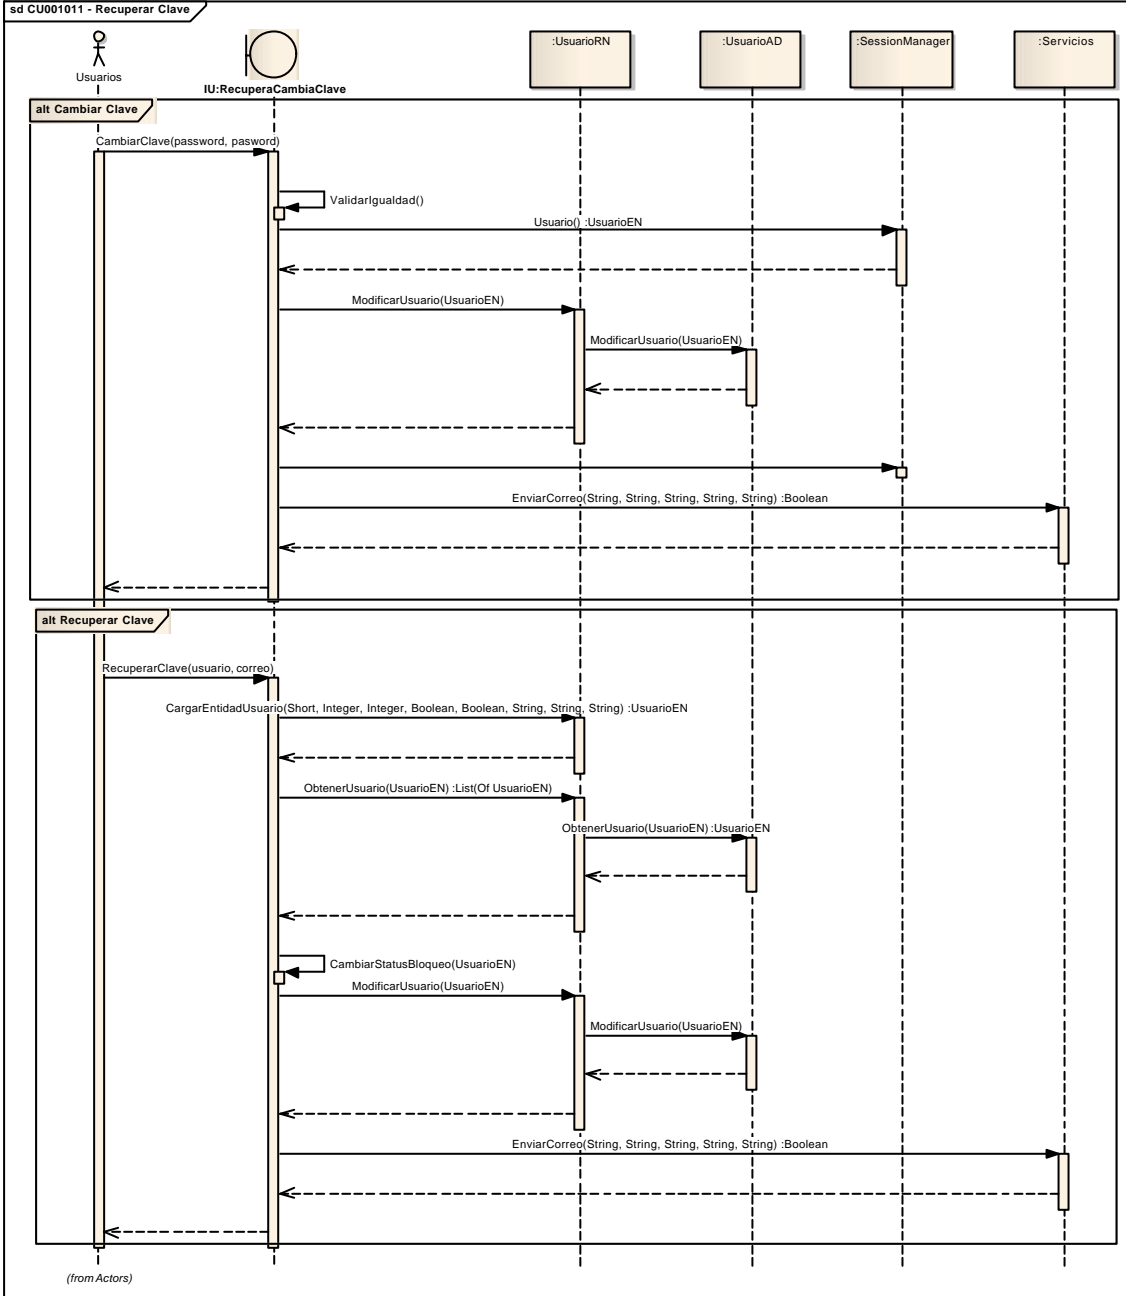 sd CU001011 - Recuperar Clave
Usuarios
IU:RecuperaCambiaClave
:UsuarioRN
:UsuarioAD
:SessionManager
:Servicios
alt Cambiar Clave
CambiarClave(password, pasword)
ValidarIgualdad()
Usuario() :UsuarioEN
ModificarUsuario(UsuarioEN)
ModificarUsuario(UsuarioEN)
EnviarCorreo(String, String, String, String, String) :Boolean
alt Recuperar Clave
RecuperarClave(usuario, correo)
CargarEntidadUsuario(Short, Integer, Integer, Boolean, Boolean, String, String, String) :UsuarioEN
ObtenerUsuario(UsuarioEN) :List(Of UsuarioEN)
ObtenerUsuario(UsuarioEN) :UsuarioEN
CambiarStatusBloqueo(UsuarioEN)
ModificarUsuario(UsuarioEN)
ModificarUsuario(UsuarioEN)
EnviarCorreo(String, String, String, String, String) :Boolean
(from Actors)